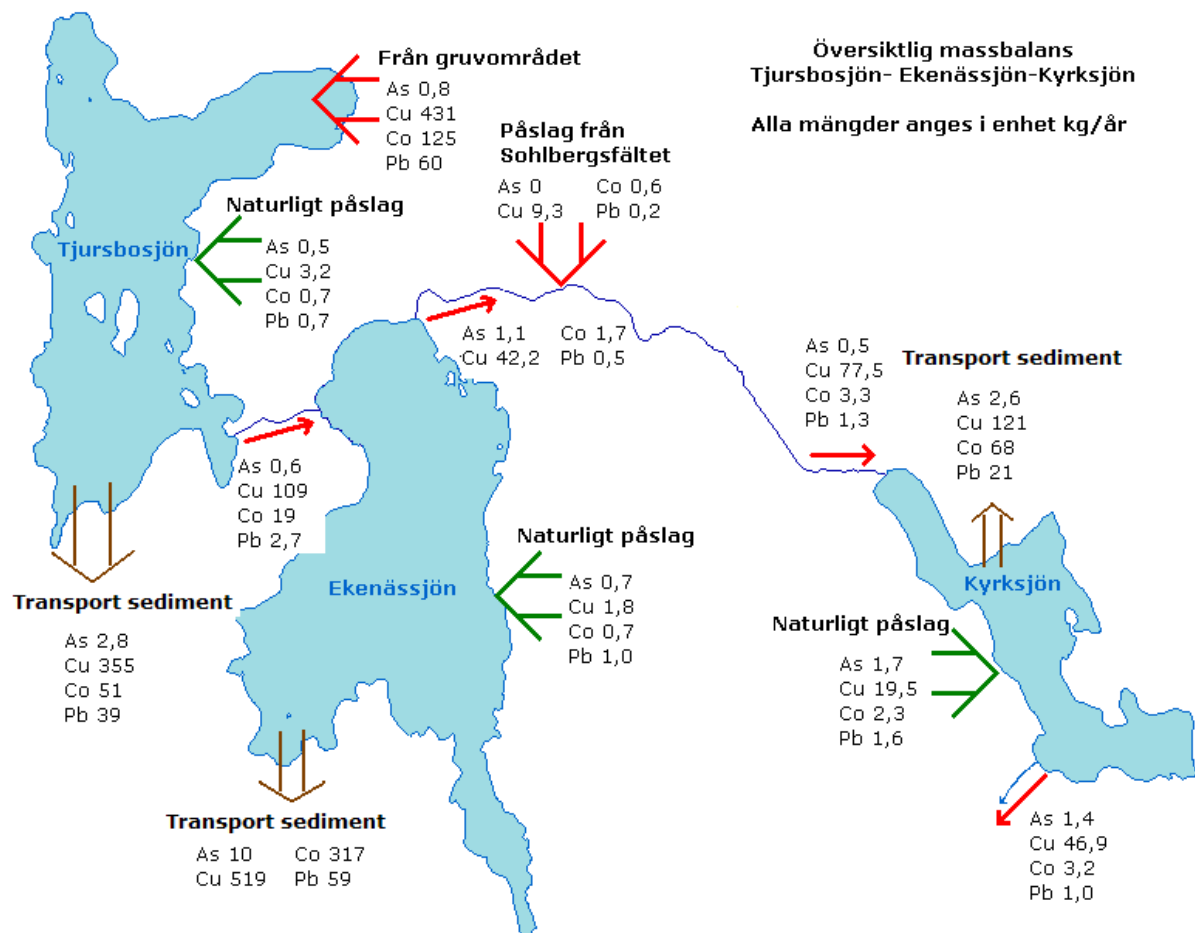 Översiktlig massbalans
Tjursbosjön- Ekenässjön-Kyrksjön
Alla mängder anges i enhet kg/år
Från gruvområdet
As 0,8
Cu 431
Co 125
Pb 60
Påslag från
Sohlbergsfältet
As 0 Co 0,6
Cu 9,3 Pb 0,2
Naturligt påslag
As 0,5
Cu 3,2
Co 0,7
Pb 0,7
Tjursbosjön
As 1,1 Co 1,7
Cu 42,2 Pb 0,5
As 0,5
Cu 77,5
Co 3,3
Pb 1,3
Transport sediment
As 2,6
Cu 121
Co 68
Pb 21
As 0,6
Cu 109
Co 19
Pb 2,7
Naturligt påslag
As 0,7
Cu 1,8
Co 0,7
Pb 1,0
Ekenässjön
Kyrksjön
Transport sediment
As 2,8
Cu 355
Co 51
Pb 39
Naturligt påslag
As 1,7
Cu 19,5
Co 2,3
Pb 1,6
Transport sediment
As 10 Co 317
Cu 519 Pb 59
As 1,4
Cu 46,9
Co 3,2
Pb 1,0